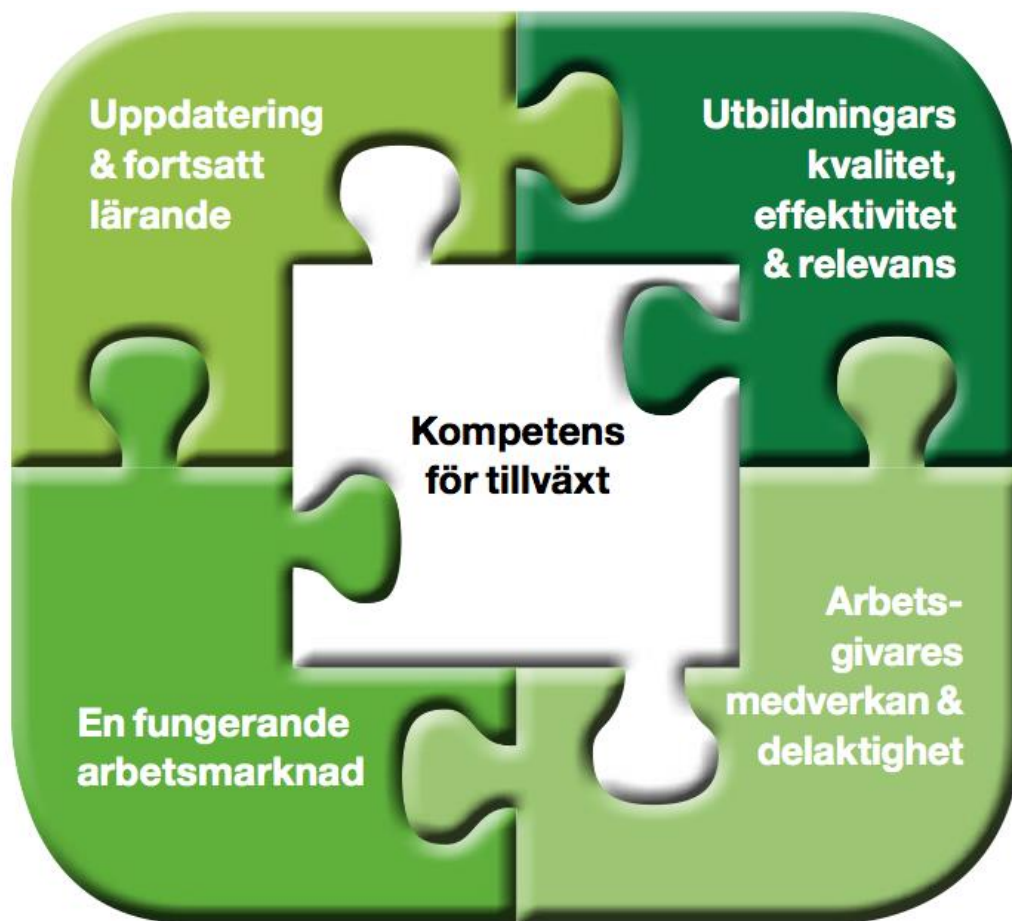 Uppdatering
& fortsatt
lärande
Utbildningars
kvalitet,
effektivitet
& relevans
Kompetens
för tillväxt
En fungerande
arbetsmarknad
Arbets-
givares
medverkan &
delaktighet